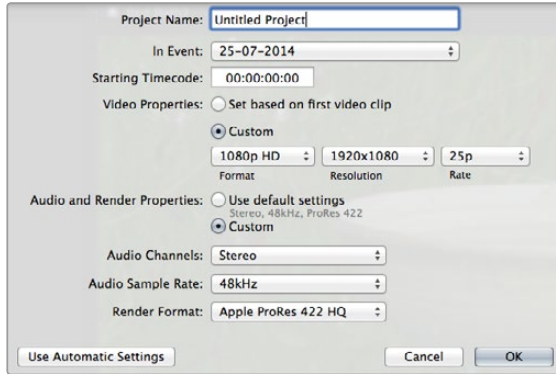 Project Name: Untitled Project
In Event: 25-07-2014
Starting Timecode: 00:00:00:00
Video Properties: Set based on first video clip
Custom
1080p HD 1920x1080 25p
Format Resolution Rate
Audio and Render Properties: Use default settings
Stereo, 48kHz, ProRes 422
Custom
Audio Channels: Stereo
Audio Sample Rate: 48kHz
Render Format: Apple ProRes 422 HQ
Use Automatic Settings Cancel OK